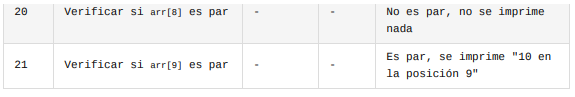 20 Verificar si arr[8] es par - - No es par, no se imprime
nada
21 Verificar si arr[9] es par - - Es par, se imprime "10 en
la posición 9"